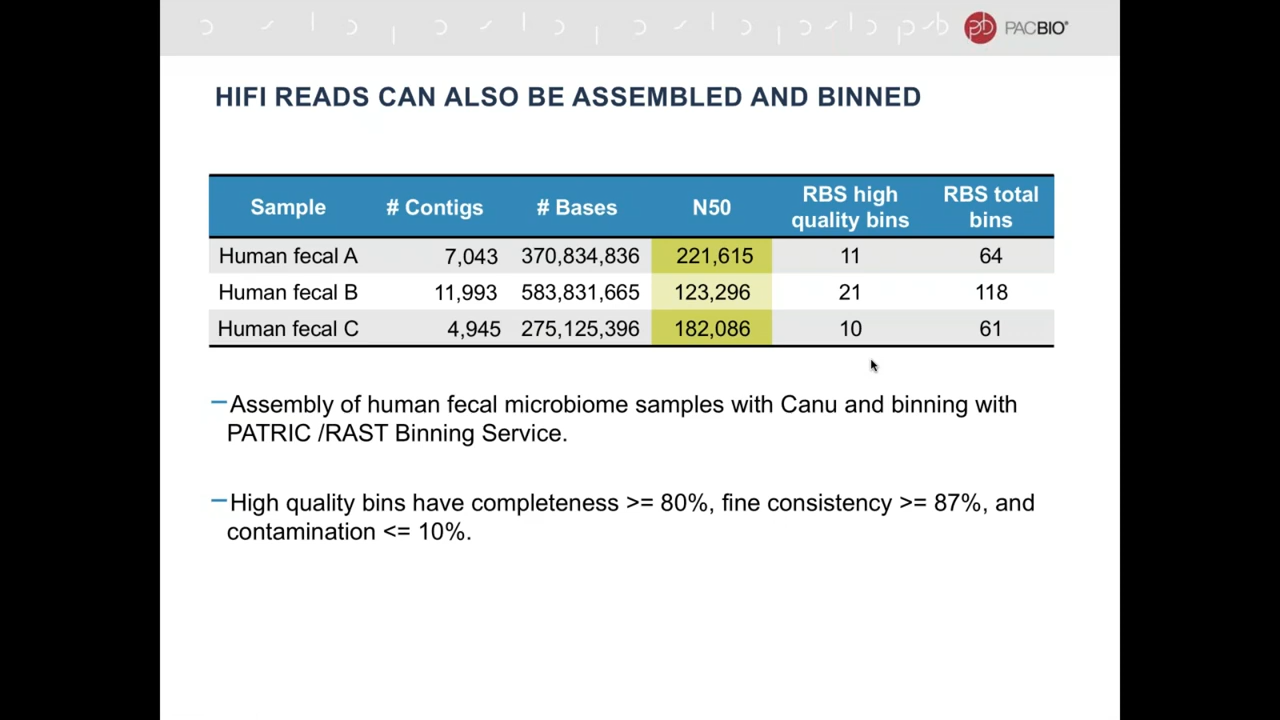 PACBIO®
HIFI READS CAN ALSO BE ASSEMBLED AND BINNED
Sample # Contigs # Bases N50 RBS high quality bins RBS total bins
Human fecal A 7,043 370,834,836 221,615 11 64
Human fecal B 11,993 583,831,665 123,296 21 118
Human fecal C 4,945 275,125,396 182,086 10 61
–Assembly of human fecal microbiome samples with Canu and binning with
PATRIC /RAST Binning Service.
–High quality bins have completeness >= 80%, fine consistency >= 87%, and
contamination <= 10%.